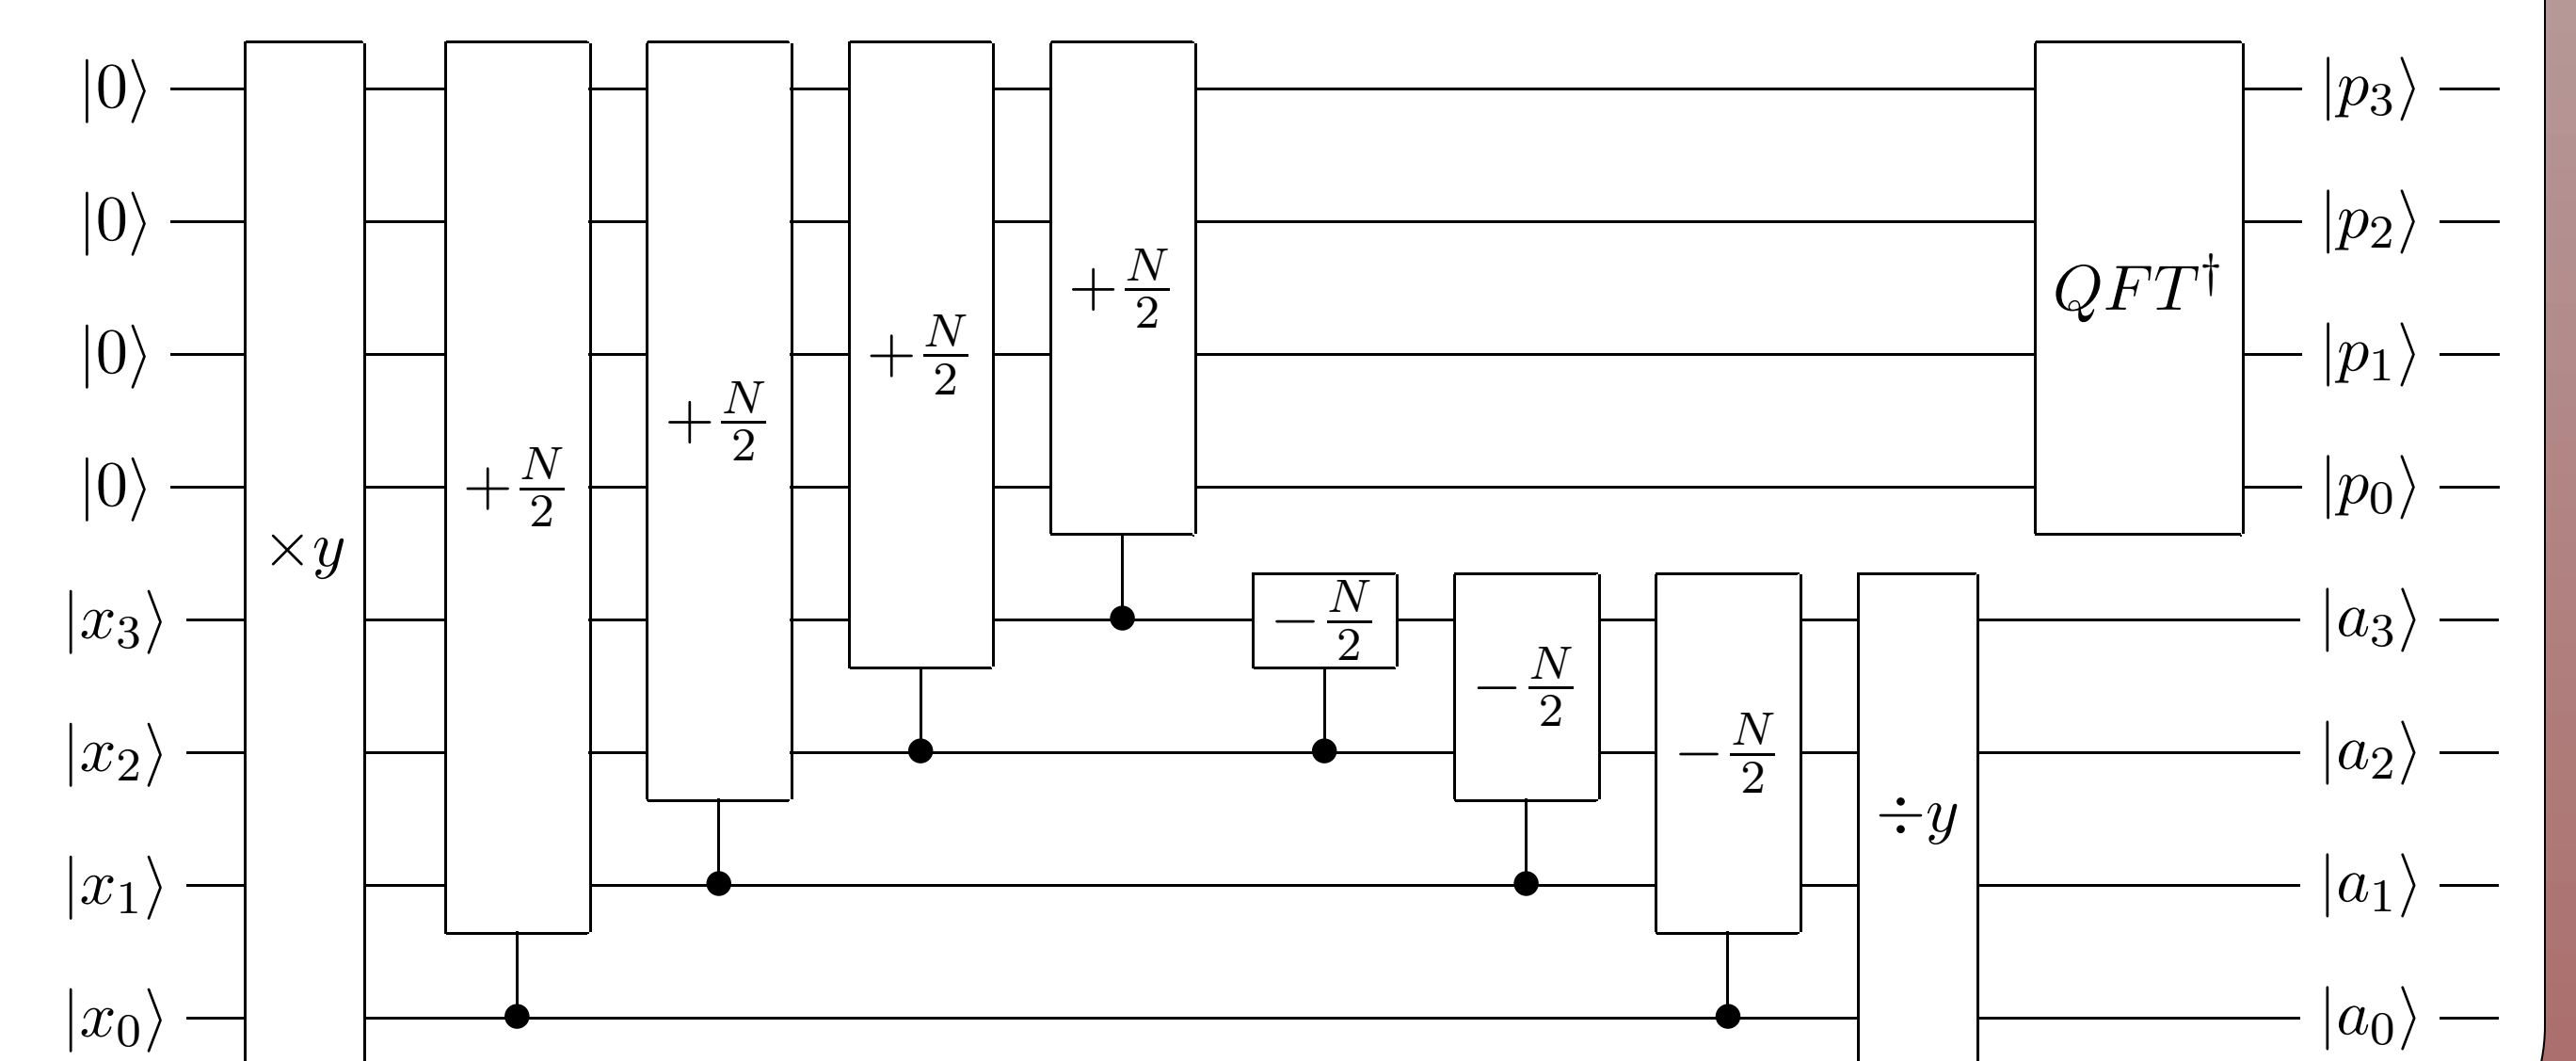 |0⟩ |p₃⟩
|0⟩ |p₂⟩
+N/2 QFT†
|0⟩ +N/2 |p₁⟩
+N/2
|0⟩ +N/2 |p₀⟩
×y
|x₃⟩ −N/2 |a₃⟩
−N/2
|x₂⟩ −N/2 |a₂⟩
÷y
|x₁⟩ |a₁⟩
|x₀⟩ |a₀⟩